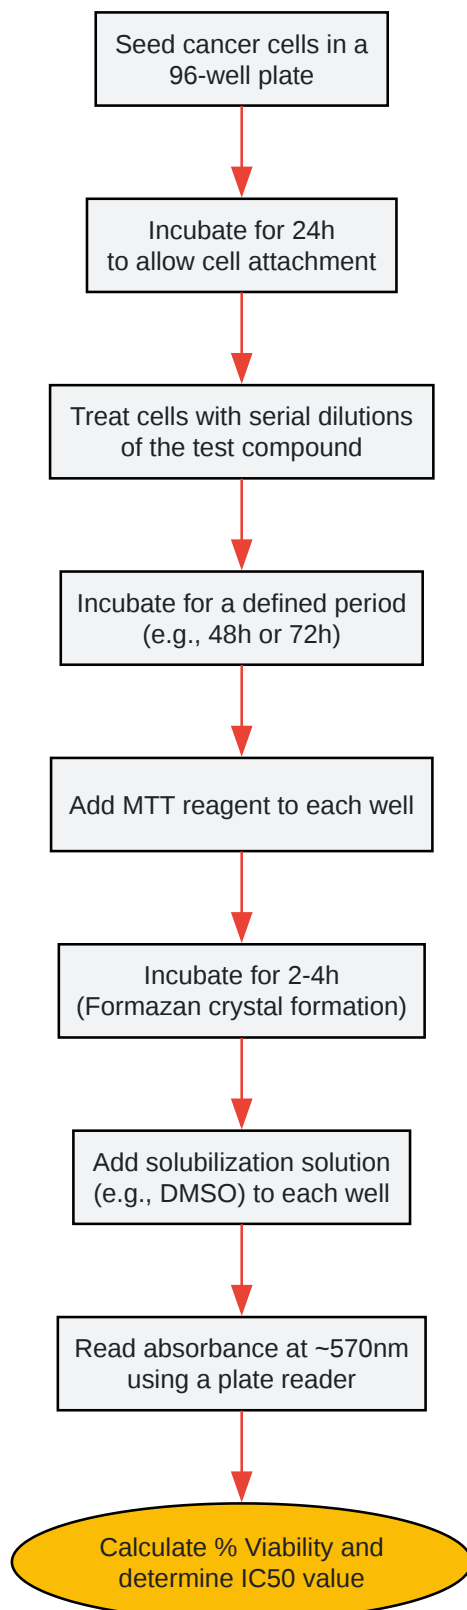 Seed cancer cells in a
96-well plate
Incubate for 24h
to allow cell attachment
Treat cells with serial dilutions
of the test compound
Incubate for a defined period
(e.g., 48h or 72h)
Add MTT reagent to each well
Incubate for 2-4h
(Formazan crystal formation)
Add solubilization solution
(e.g., DMSO) to each well
Read absorbance at ~570nm
using a plate reader
Calculate % Viability and
determine IC50 value